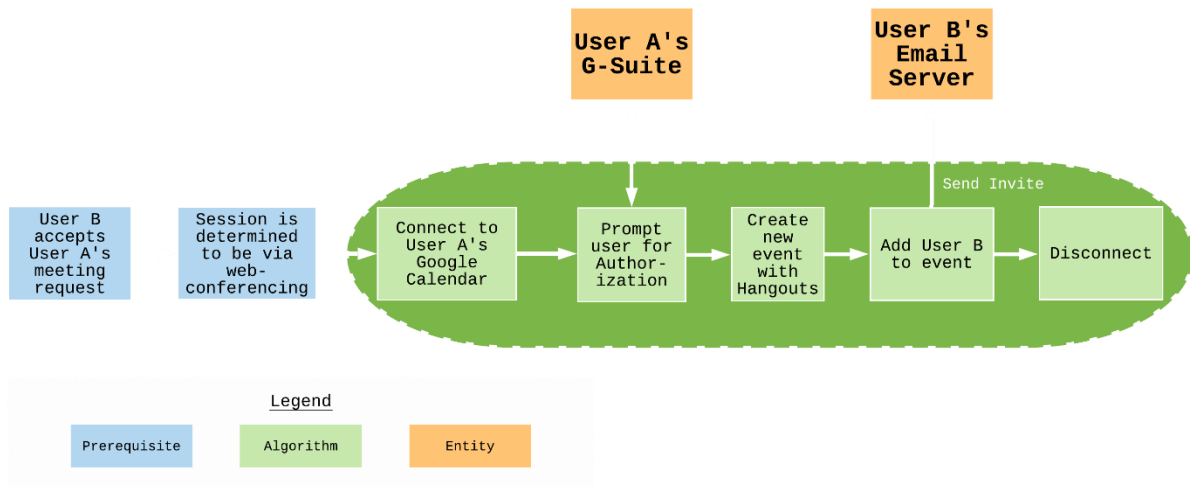 User A's
G-Suite
User B's
Email
Server
Send Invite
User B
accepts
User A's
meeting
request
Session is
determined
to be via
web-
conferencing
Connect to
User A's
Google
Calendar
Prompt
user for
Author-
ization
Create
new
event
with
Hangouts
Add User B
to event
Disconnect
Legend
Prerequisite
Algorithm
Entity